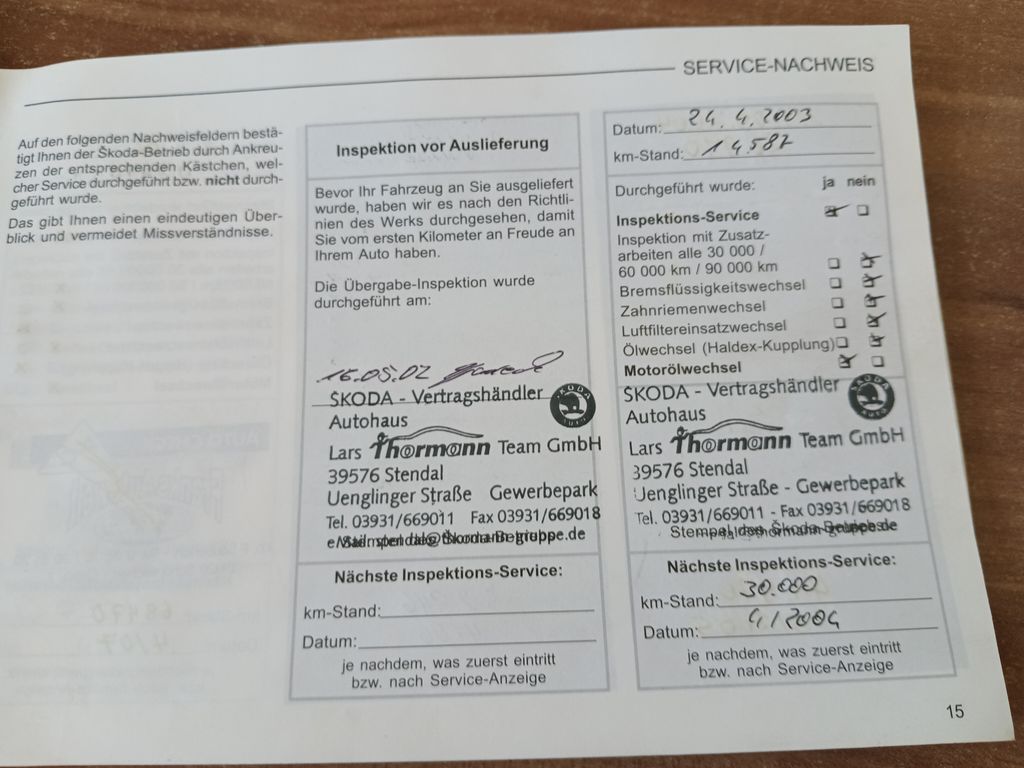 SERVICE-NACHWEIS
Auf den folgenden Nachweisfeldern bestä-
tigt Ihnen der Škoda-Betrieb durch Ankreu-
zen der entsprechenden Kästchen, wel-
cher Service durchgeführt bzw. nicht durch-
geführt wurde.
Das gibt Ihnen einen eindeutigen Über-
blick und vermeidet Missverständnisse.
Inspektion vor Auslieferung
Bevor Ihr Fahrzeug an Sie ausgeliefert
wurde, haben wir es nach den Richtli-
nien des Werks durchgesehen, damit
Sie vom ersten Kilometer an Freude an
Ihrem Auto haben.
Die Übergabe-Inspektion wurde
durchgeführt am:
16.05.02
ŠKODA - Vertragshändler
Autohaus
Lars Thormann Team GmbH
39576 Stendal
Uenglinger Straße Gewerbepark
Tel. 03931/669011 Fax 03931/669018
Nächste Inspektions-Service:
km-Stand:
Datum:
je nachdem, was zuerst eintritt
bzw. nach Service-Anzeige
Datum: 24.4.2003
km-Stand: 14.587
Durchgeführt wurde: ja nein
Inspektions-Service
Inspektion mit Zusatz-
arbeiten alle 30 000 /
60 000 km / 90 000 km
Bremsflüssigkeitswechsel
Zahnriemenwechsel
Luftfiltereinsatzwechsel
Ölwechsel (Haldex-Kupplung)
Motorölwechsel
ŠKODA - Vertragshändler
ŠKODA
AUTO
Autohaus
Lars Thormann Team GmbH
39576 Stendal
Uenglinger Straße - Gewerbepark
Tel. 03931/669011 - Fax 03931/669018
Nächste Inspektions-Service:
km-Stand: 30.000
Datum: 4/2004
je nachdem, was zuerst eintritt
bzw. nach Service-Anzeige
15